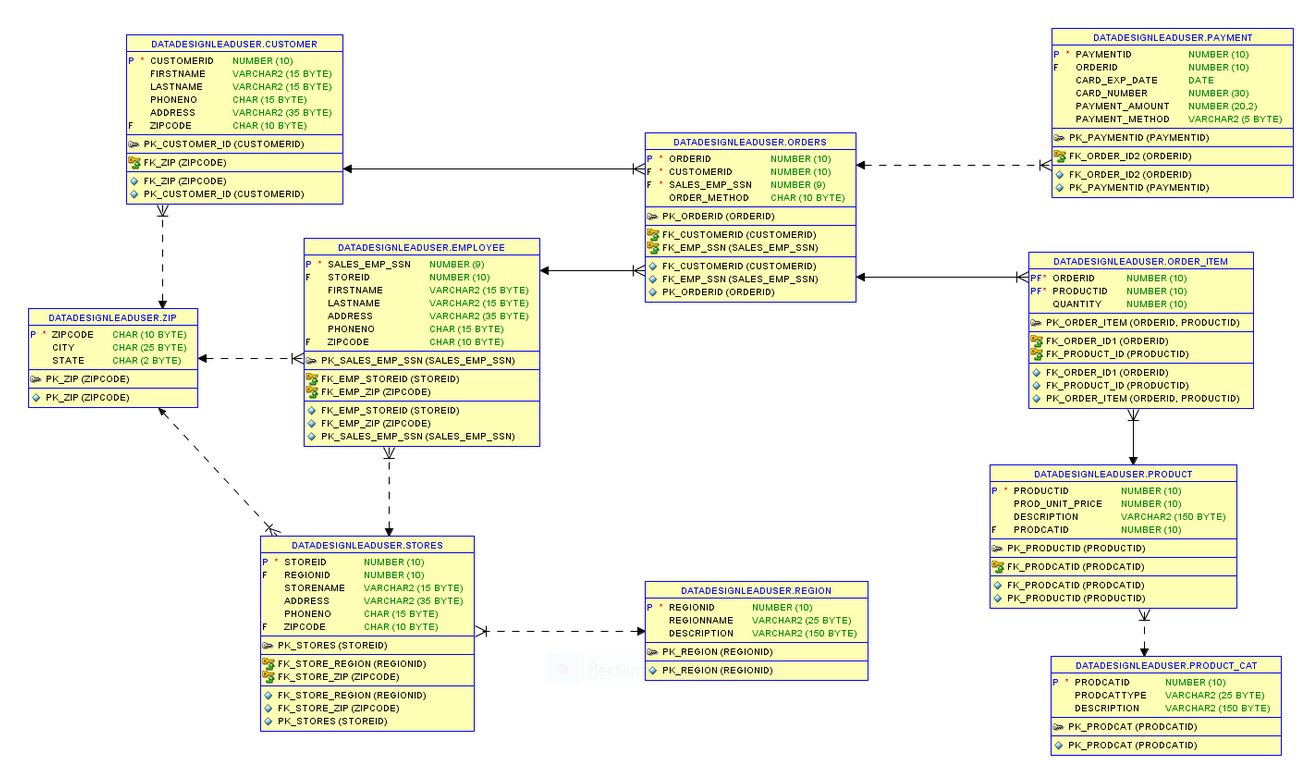 DATADESIGNLEADUSER.CUSTOMER
P * CUSTOMERID NUMBER (10)
FIRSTNAME VARCHAR2 (15 BYTE)
LASTNAME VARCHAR2 (15 BYTE)
PHONENO CHAR (15 BYTE)
ADDRESS VARCHAR2 (35 BYTE)
F ZIPCODE CHAR (10 BYTE)
PK_CUSTOMER_ID (CUSTOMERID)
FK_ZIP (ZIPCODE)
FK_ZIP (ZIPCODE)
PK_CUSTOMER_ID (CUSTOMERID)
DATADESIGNLEADUSER.PAYMENT
P * PAYMENTID NUMBER (10)
F ORDERID NUMBER (10)
CARD_EXP_DATE DATE
CARD_NUMBER NUMBER (30)
PAYMENT_AMOUNT NUMBER (20,2)
PAYMENT_METHOD VARCHAR2 (5 BYTE)
PK_PAYMENTID (PAYMENTID)
FK_ORDER_ID2 (ORDERID)
FK_ORDER_ID2 (ORDERID)
PK_PAYMENTID (PAYMENTID)
DATADESIGNLEADUSER.ORDERS
P * ORDERID NUMBER (10)
F * CUSTOMERID NUMBER (10)
F * SALES_EMP_SSN NUMBER (9)
ORDER_METHOD CHAR (10 BYTE)
PK_ORDERID (ORDERID)
FK_CUSTOMERID (CUSTOMERID)
FK_EMP_SSN (SALES_EMP_SSN)
FK_CUSTOMERID (CUSTOMERID)
FK_EMP_SSN (SALES_EMP_SSN)
PK_ORDERID (ORDERID)
DATADESIGNLEADUSER.EMPLOYEE
P * SALES_EMP_SSN NUMBER (9)
F STOREID NUMBER (10)
FIRSTNAME VARCHAR2 (15 BYTE)
LASTNAME VARCHAR2 (15 BYTE)
ADDRESS VARCHAR2 (35 BYTE)
PHONENO CHAR (15 BYTE)
F ZIPCODE CHAR (10 BYTE)
PK_SALES_EMP_SSN (SALES_EMP_SSN)
FK_EMP_STOREID (STOREID)
FK_EMP_ZIP (ZIPCODE)
FK_EMP_STOREID (STOREID)
FK_EMP_ZIP (ZIPCODE)
PK_SALES_EMP_SSN (SALES_EMP_SSN)
DATADESIGNLEADUSER.ORDER_ITEM
PF* ORDERID NUMBER (10)
PF* PRODUCTID NUMBER (10)
QUANTITY NUMBER (10)
PK_ORDER_ITEM (ORDERID, PRODUCTID)
FK_ORDER_ID1 (ORDERID)
FK_PRODUCT_ID (PRODUCTID)
FK_ORDER_ID1 (ORDERID)
FK_PRODUCT_ID (PRODUCTID)
PK_ORDER_ITEM (ORDERID, PRODUCTID)
DATADESIGNLEADUSER.ZIP
P * ZIPCODE CHAR (10 BYTE)
CITY CHAR (25 BYTE)
STATE CHAR (2 BYTE)
PK_ZIP (ZIPCODE)
PK_ZIP (ZIPCODE)
DATADESIGNLEADUSER.PRODUCT
P * PRODUCTID NUMBER (10)
PROD_UNIT_PRICE NUMBER (10)
DESCRIPTION VARCHAR2 (150 BYTE)
F PRODCATID NUMBER (10)
PK_PRODUCTID (PRODUCTID)
FK_PRODCATID (PRODCATID)
FK_PRODCATID (PRODCATID)
PK_PRODUCTID (PRODUCTID)
DATADESIGNLEADUSER.STORES
P * STOREID NUMBER (10)
F REGIONID NUMBER (10)
STORENAME VARCHAR2 (15 BYTE)
ADDRESS VARCHAR2 (35 BYTE)
PHONENO CHAR (15 BYTE)
F ZIPCODE CHAR (10 BYTE)
PK_STORES (STOREID)
FK_STORE_REGION (REGIONID)
FK_STORE_ZIP (ZIPCODE)
FK_STORE_REGION (REGIONID)
FK_STORE_ZIP (ZIPCODE)
PK_STORES (STOREID)
DATADESIGNLEADUSER.REGION
P * REGIONID NUMBER (10)
REGIONNAME VARCHAR2 (25 BYTE)
DESCRIPTION VARCHAR2 (150 BYTE)
PK_REGION (REGIONID)
PK_REGION (REGIONID)
DATADESIGNLEADUSER.PRODUCT_CAT
P * PRODCATID NUMBER (10)
PRODCATTYPE VARCHAR2 (25 BYTE)
DESCRIPTION VARCHAR2 (150 BYTE)
PK_PRODCAT (PRODCATID)
PK_PRODCAT (PRODCATID)